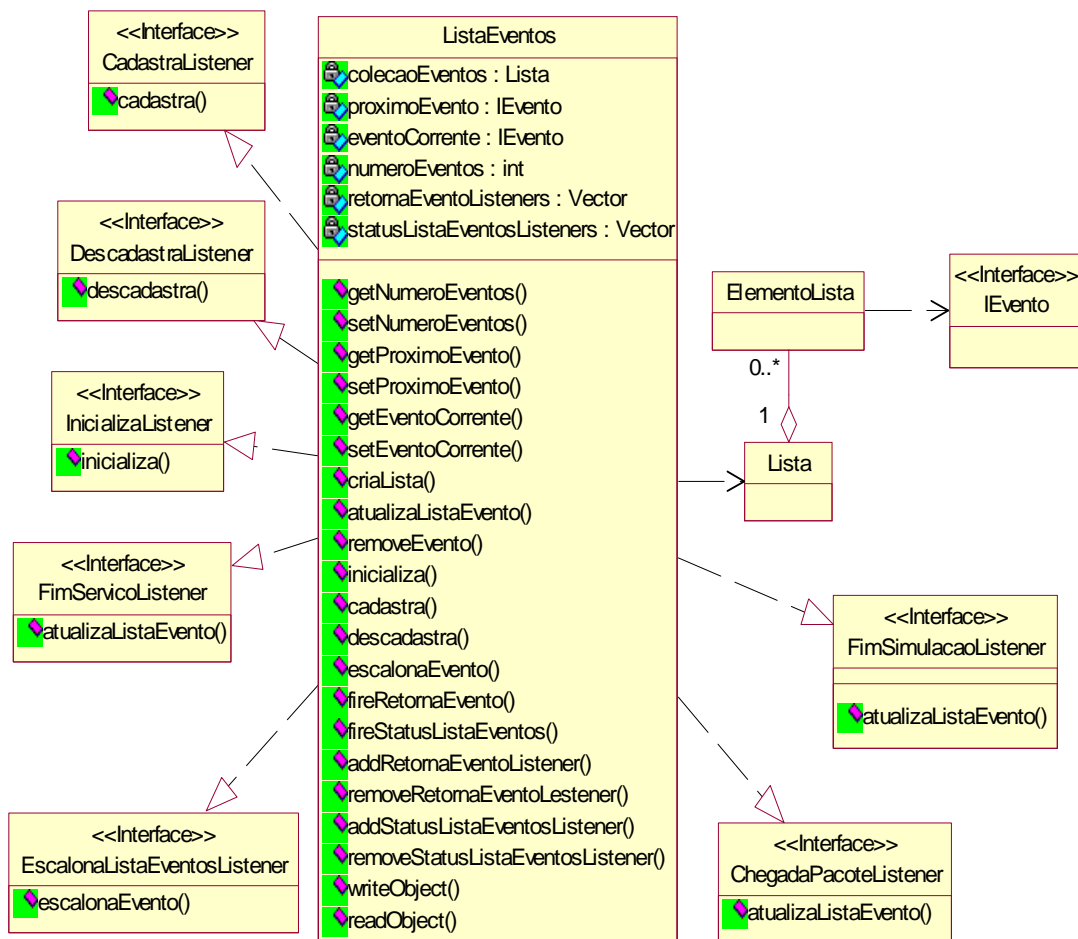 <<Interface>>
CadastraListener
cadastra()
<<Interface>>
DescadastraListener
descadastra()
<<Interface>>
InicializaListener
inicializa()
<<Interface>>
FimServicoListener
atualizaListaEvento()
<<Interface>>
EscalonaListaEventosListener
escalonaEvento()
ListaEventos
colecaoEventos : Lista
proximoEvento : IEvento
eventoCorrente : IEvento
numeroEventos : int
retornaEventoListeners : Vector
statusListaEventosListeners : Vector
getNumeroEventos()
setNumeroEventos()
getProximoEvento()
setProximoEvento()
getEventoCorrente()
setEventoCorrente()
criaLista()
atualizaListaEvento()
removeEvento()
inicializa()
cadastra()
descadastra()
escalonaEvento()
fireRetornaEvento()
fireStatusListaEventos()
addRetornaEventoListener()
removeRetornaEventoLestener()
addStatusListaEventosListener()
removeStatusListaEventosListener()
writeObject()
readObject()
ElementoLista
<<Interface>>
IEvento
0..*
1
Lista
<<Interface>>
FimSimulacaoListener
atualizaListaEvento()
<<Interface>>
ChegadaPacoteListener
atualizaListaEvento()